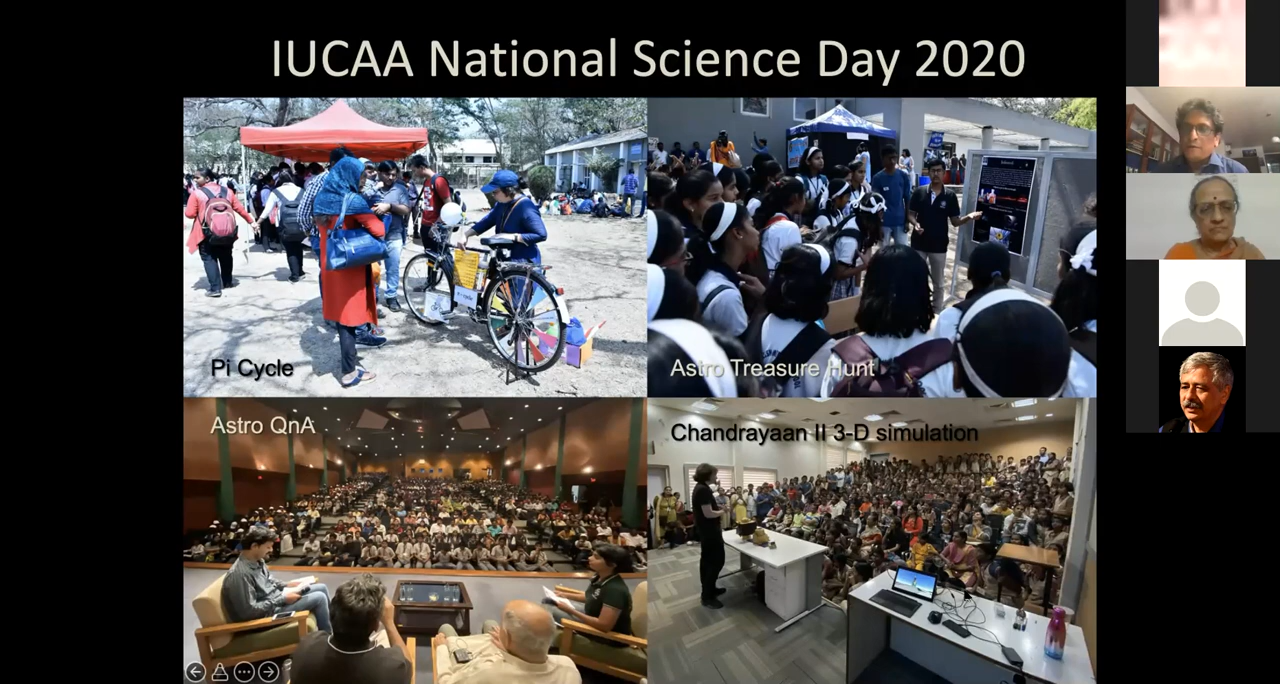 IUCAA National Science Day 2020
Pi Cycle
Astro Treasure Hunt
Astro QnA
Chandrayaan II 3-D simulation